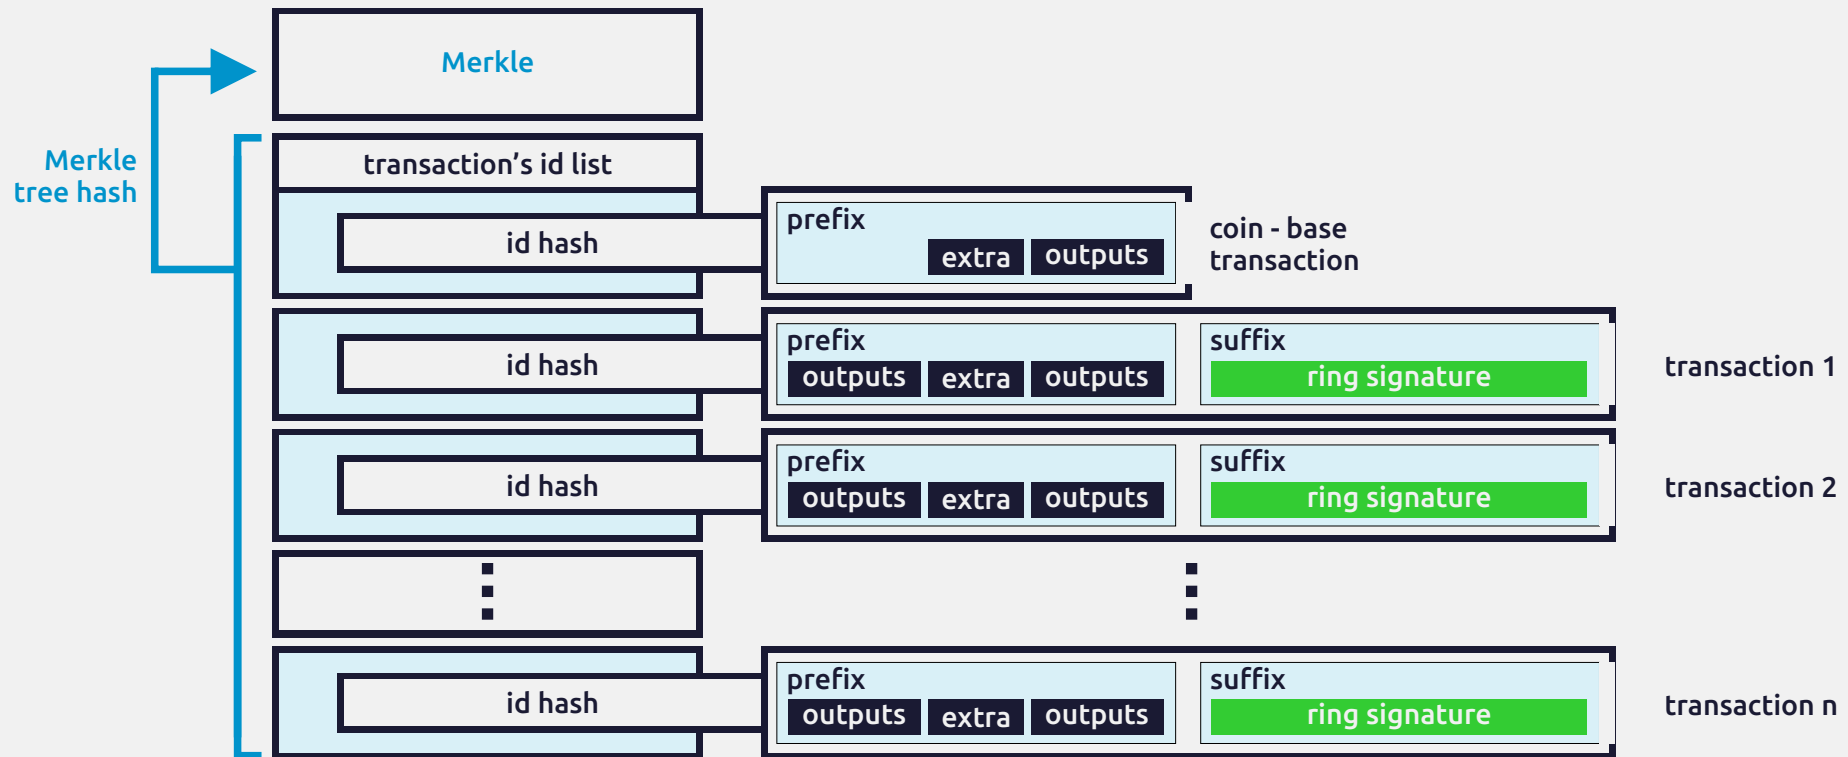 Merkle
Merkle
tree hash
transaction’s id list
id hash
prefix
extra outputs
coin - base
transaction
id hash
prefix
outputs extra outputs
suffix
ring signature
transaction 1
id hash
prefix
outputs extra outputs
suffix
ring signature
transaction 2
id hash
prefix
outputs extra outputs
suffix
ring signature
transaction n